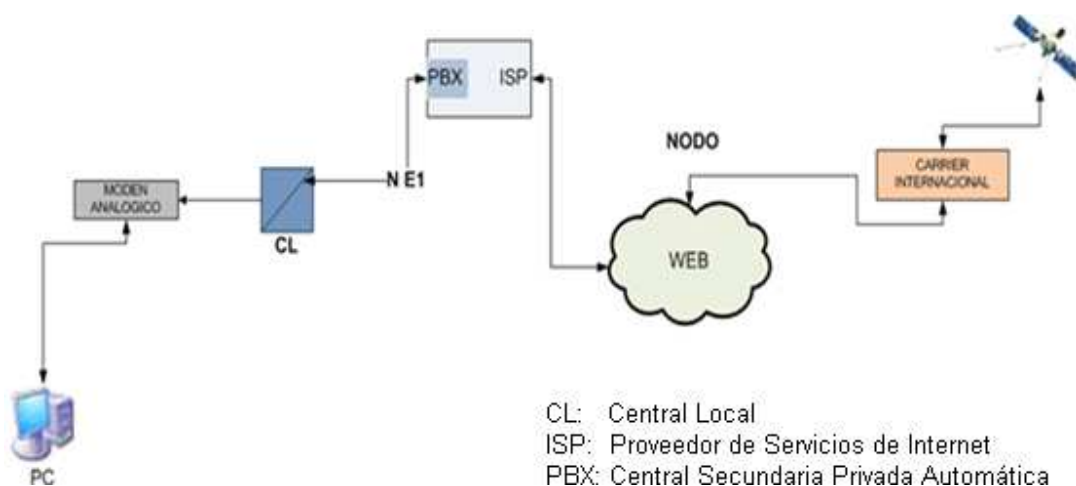 PBX ISP
NODO
CARRIER
INTERNACIONAL
MODEN
ANALOGICO
N E1
CL
WEB
PC
CL: Central Local
ISP: Proveedor de Servicios de Internet
PBX: Central Secundaria Privada Automática